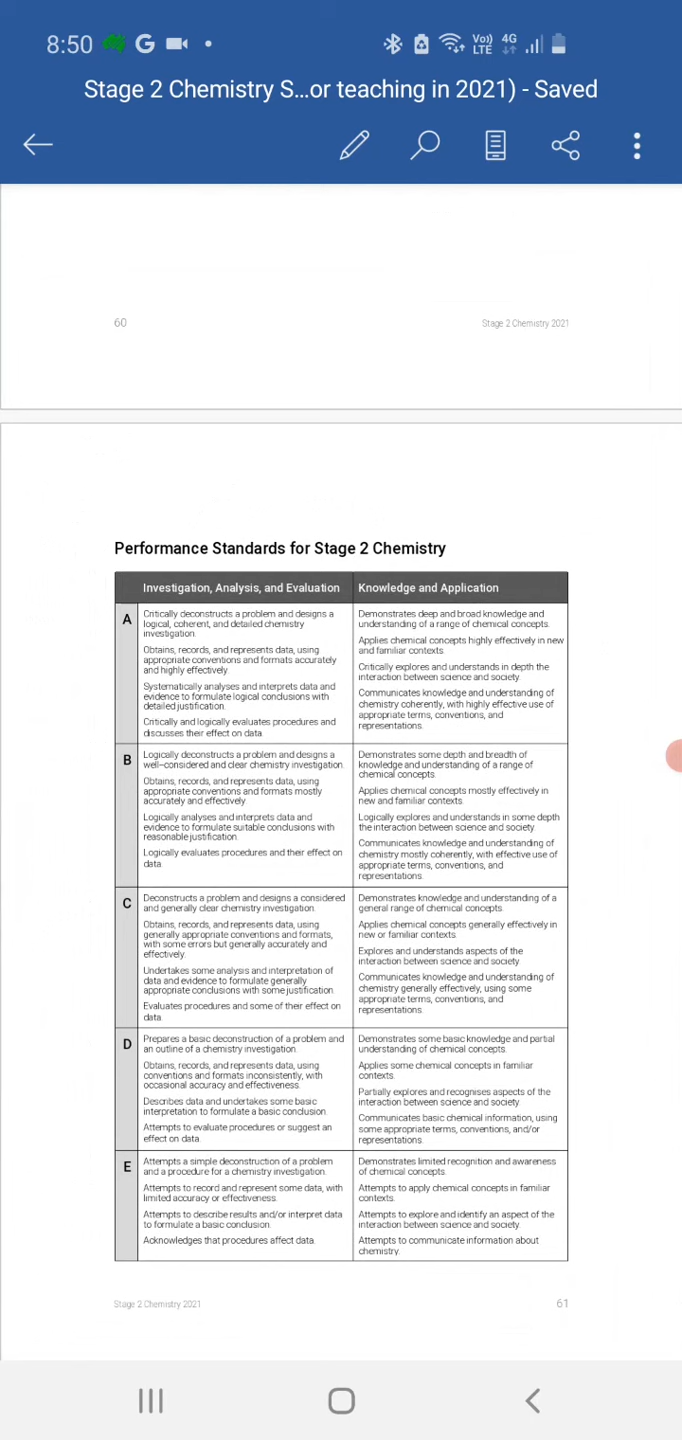 8:50 G Vo)) LTE 4G
Stage 2 Chemistry S...or teaching in 2021) - Saved
60 Stage 2 Chemistry 2021
Performance Standards for Stage 2 Chemistry
Investigation, Analysis, and Evaluation Knowledge and Application
A
Critically deconstructs a problem and designs a
logical, coherent, and detailed chemistry
investigation.
Obtains, records, and represents data, using
appropriate conventions and formats accurately
and highly effectively.
Systematically analyses and interprets data and
evidence to formulate logical conclusions with
detailed justification.
Critically and logically evaluates procedures and
discusses their effect on data.
Demonstrates deep and broad knowledge and
understanding of a range of chemical concepts.
Applies chemical concepts highly effectively in new
and familiar contexts.
Critically explores and understands in depth the
interaction between science and society.
Communicates knowledge and understanding of
chemistry coherently, with highly effective use of
appropriate terms, conventions, and
representations.
B
Logically deconstructs a problem and designs a
well–considered and clear chemistry investigation.
Obtains, records, and represents data, using
appropriate conventions and formats mostly
accurately and effectively.
Logically analyses and interprets data and
evidence to formulate suitable conclusions with
reasonable justification.
Logically evaluates procedures and their effect on
data.
Demonstrates some depth and breadth of
knowledge and understanding of a range of
chemical concepts.
Applies chemical concepts mostly effectively in
new and familiar contexts.
Logically explores and understands in some depth
the interaction between science and society.
Communicates knowledge and understanding of
chemistry mostly coherently, with effective use of
appropriate terms, conventions, and
representations.
C
Deconstructs a problem and designs a considered
and generally clear chemistry investigation.
Obtains, records, and represents data, using
generally appropriate conventions and formats,
with some errors but generally accurately and
effectively.
Undertakes some analysis and interpretation of
data and evidence to formulate generally
appropriate conclusions with some justification.
Evaluates procedures and some of their effect on
data.
Demonstrates knowledge and understanding of a
general range of chemical concepts.
Applies chemical concepts generally effectively in
new or familiar contexts.
Explores and understands aspects of the
interaction between science and society.
Communicates knowledge and understanding of
chemistry generally effectively, using some
appropriate terms, conventions, and
representations.
D
Prepares a basic deconstruction of a problem and
an outline of a chemistry investigation.
Obtains, records, and represents data, using
conventions and formats inconsistently, with
occasional accuracy and effectiveness.
Describes data and undertakes some basic
interpretation to formulate a basic conclusion.
Attempts to evaluate procedures or suggest an
effect on data.
Demonstrates some basic knowledge and partial
understanding of chemical concepts.
Applies some chemical concepts in familiar
contexts.
Partially explores and recognises aspects of the
interaction between science and society.
Communicates basic chemical information, using
some appropriate terms, conventions, and/or
representations.
E
Attempts a simple deconstruction of a problem
and a procedure for a chemistry investigation.
Attempts to record and represent some data, with
limited accuracy or effectiveness.
Attempts to describe results and/or interpret data
to formulate a basic conclusion.
Acknowledges that procedures affect data.
Demonstrates limited recognition and awareness
of chemical concepts.
Attempts to apply chemical concepts in familiar
contexts.
Attempts to explore and identify an aspect of the
interaction between science and society.
Attempts to communicate information about
chemistry.
Stage 2 Chemistry 2021 61